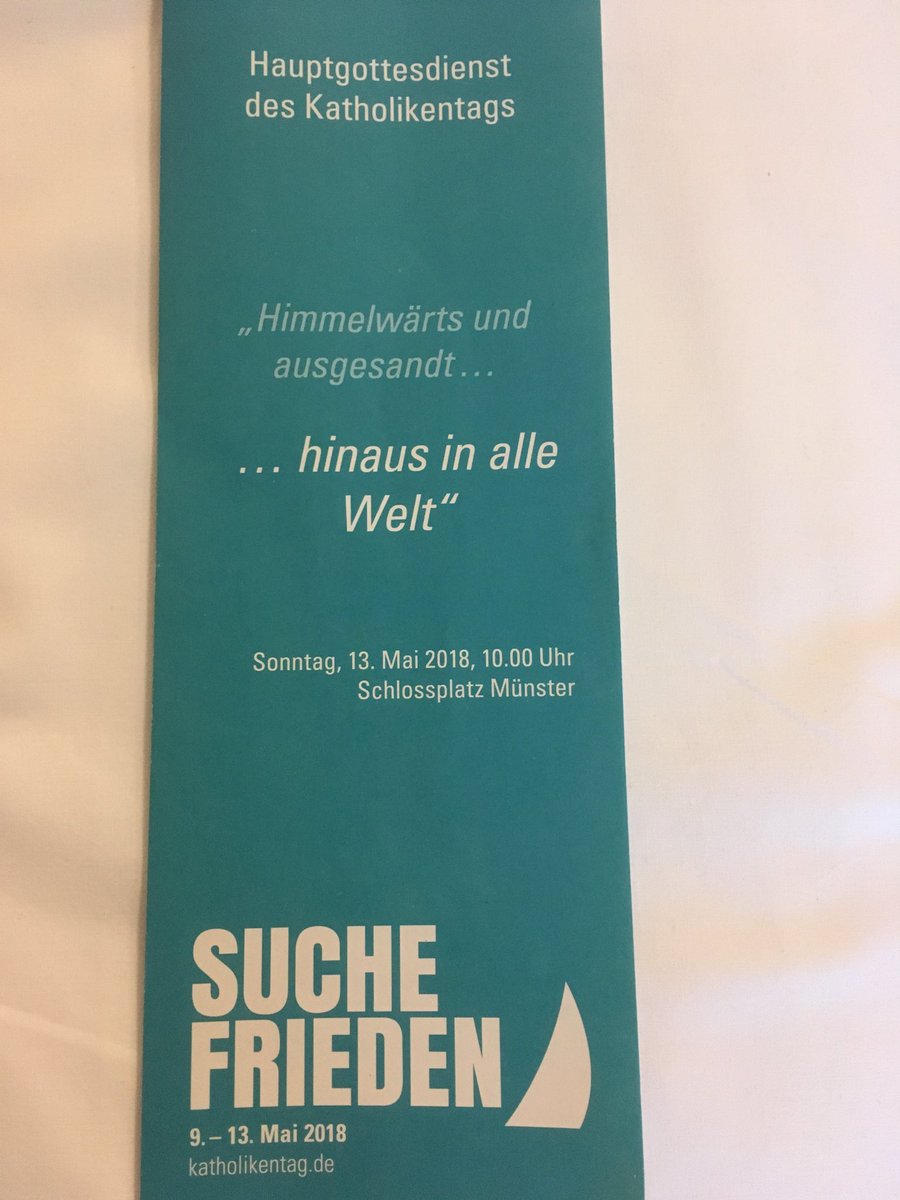 Hauptgottesdienst
des Katholikentags
„Himmelwärts und
ausgesandt…
… hinaus in alle
Welt“
Sonntag, 13. Mai 2018, 10.00 Uhr
Schlossplatz Münster
SUCHE
FRIEDEN
9. – 13. Mai 2018
katholikentag.de